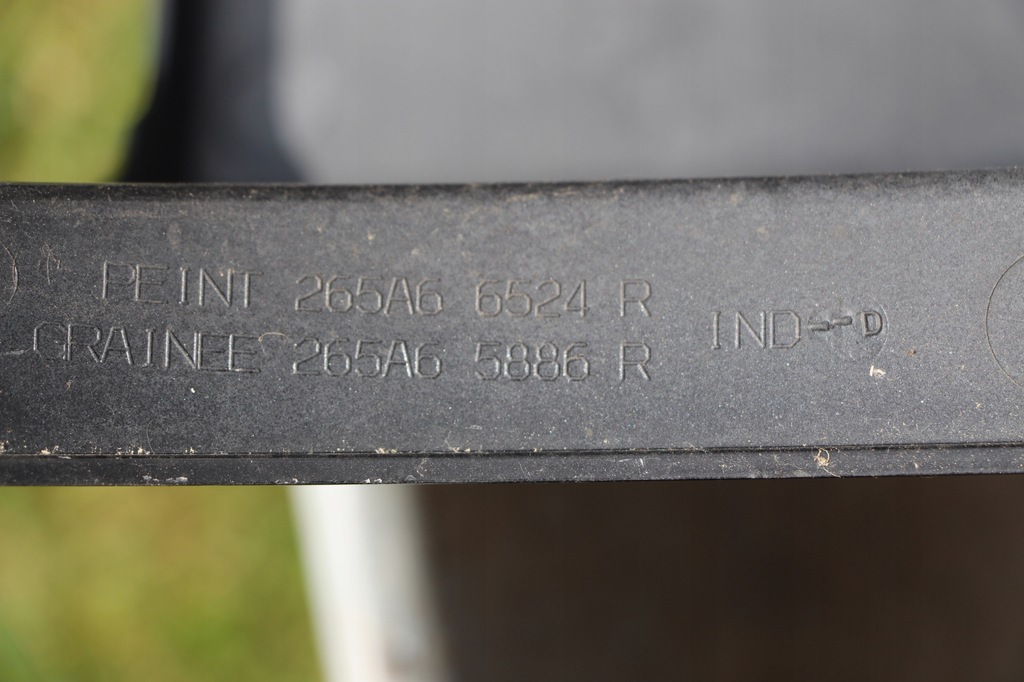 PEINT 265A6 6524 R
GRAINEE 265A6 5886 R
IND--D